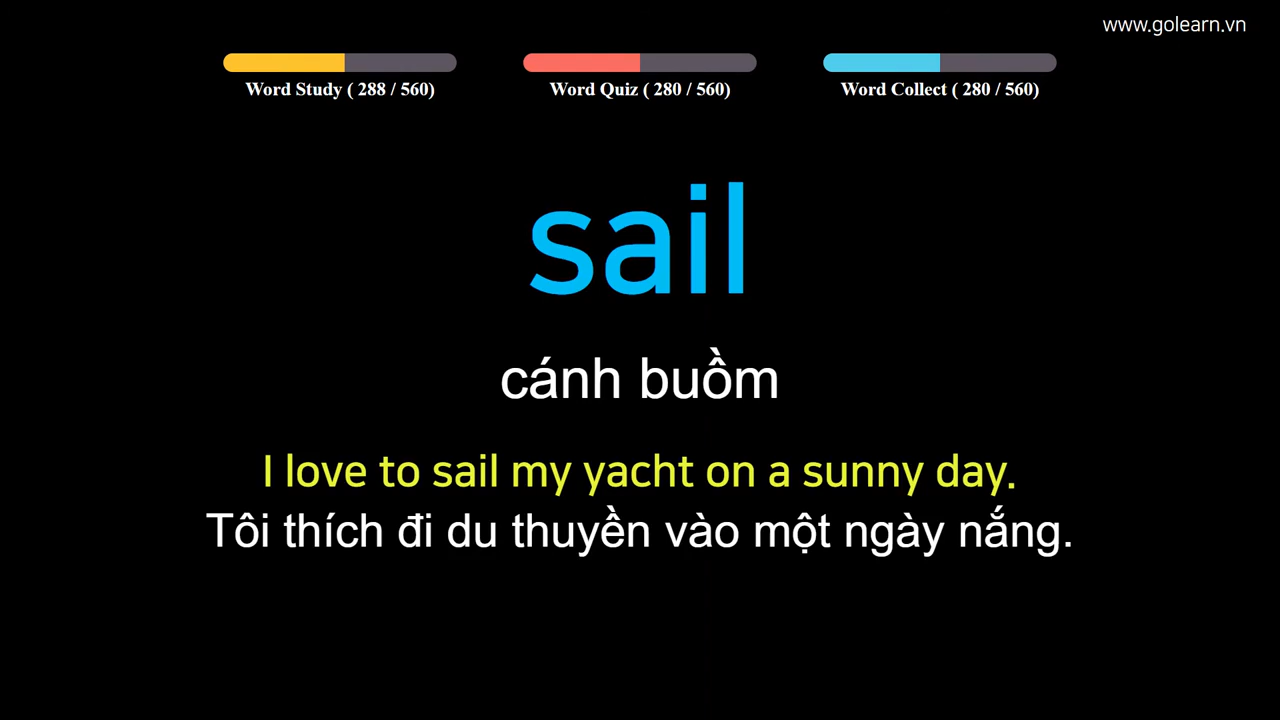 www.golearn.vn
Word Study ( 288 / 560)
Word Quiz ( 280 / 560)
Word Collect ( 280 / 560)
sail
cánh buồm
I love to sail my yacht on a sunny day.
Tôi thích đi du thuyền vào một ngày nắng.